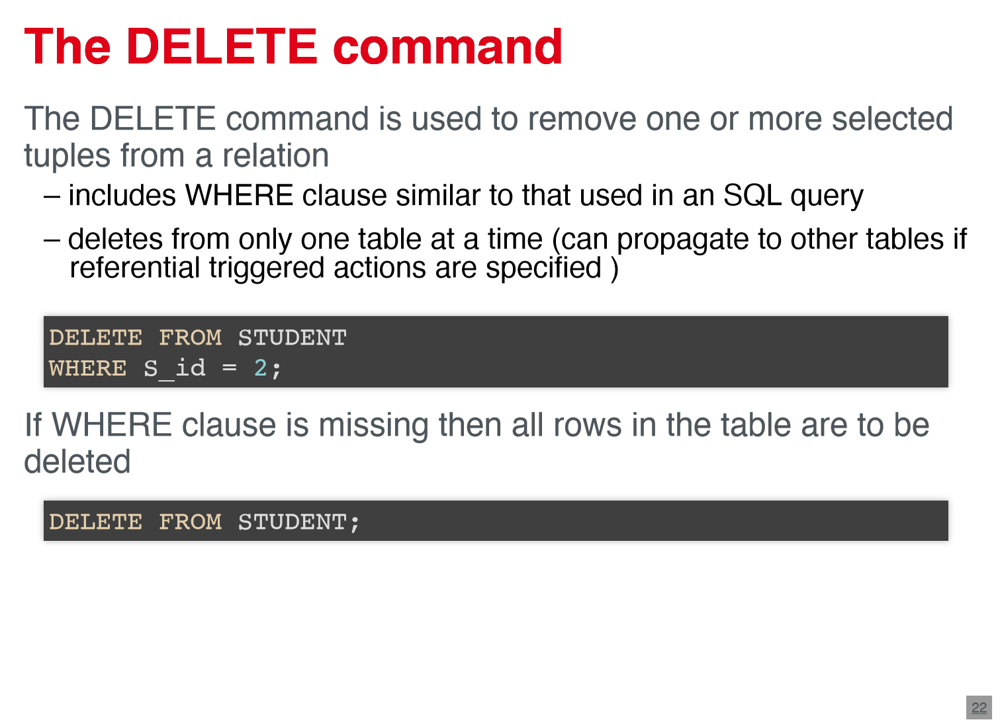 The DELETE command
The DELETE command is used to remove one or more selected
tuples from a relation
– includes WHERE clause similar to that used in an SQL query
– deletes from only one table at a time (can propagate to other tables if
referential triggered actions are specified )
DELETE FROM STUDENT
WHERE S_id = 2;
If WHERE clause is missing then all rows in the table are to be
deleted
DELETE FROM STUDENT;
22